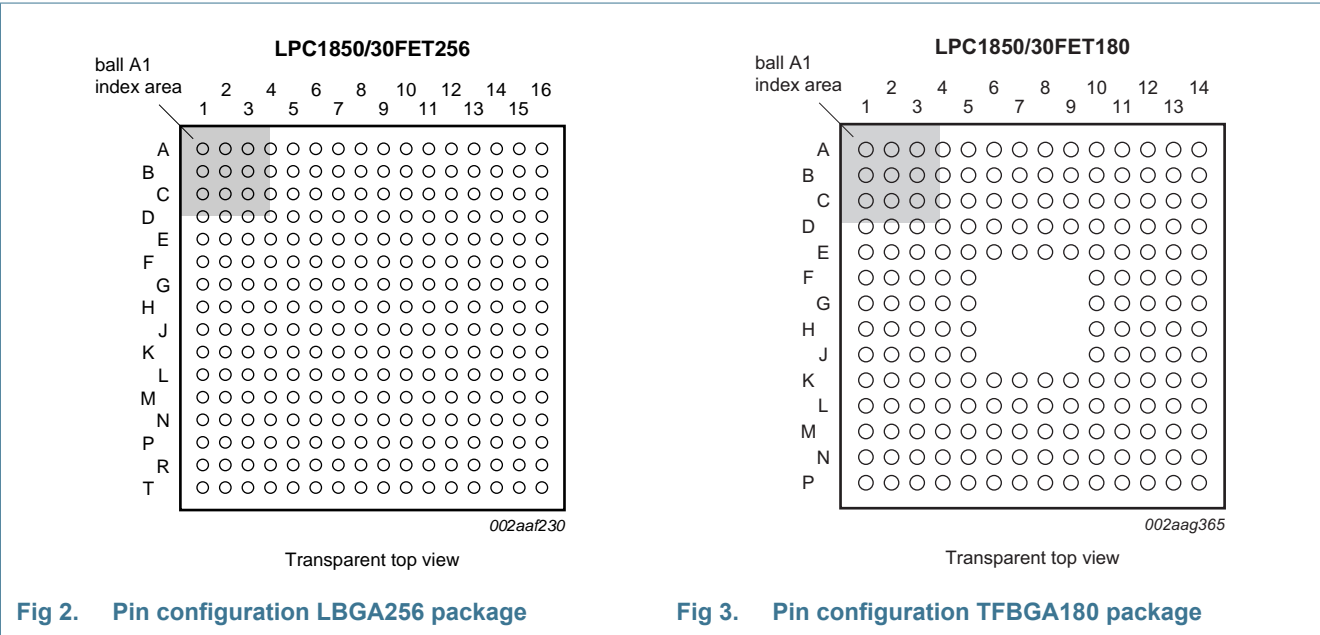 LPC1850/30FET256
ball A1
index area
2 4 6 8 10 12 14 16
1 3 5 7 9 11 13 15
A
B
C
D
E
F
G
H
J
K
L
M
N
P
R
T
002aaf230
Transparent top view
Fig 2. Pin configuration LBGA256 package
LPC1850/30FET180
ball A1
index area
2 4 6 8 10 12 14
1 3 5 7 9 11 13
A
B
C
D
E
F
G
H
J
K
L
M
N
P
002aag365
Transparent top view
Fig 3. Pin configuration TFBGA180 package